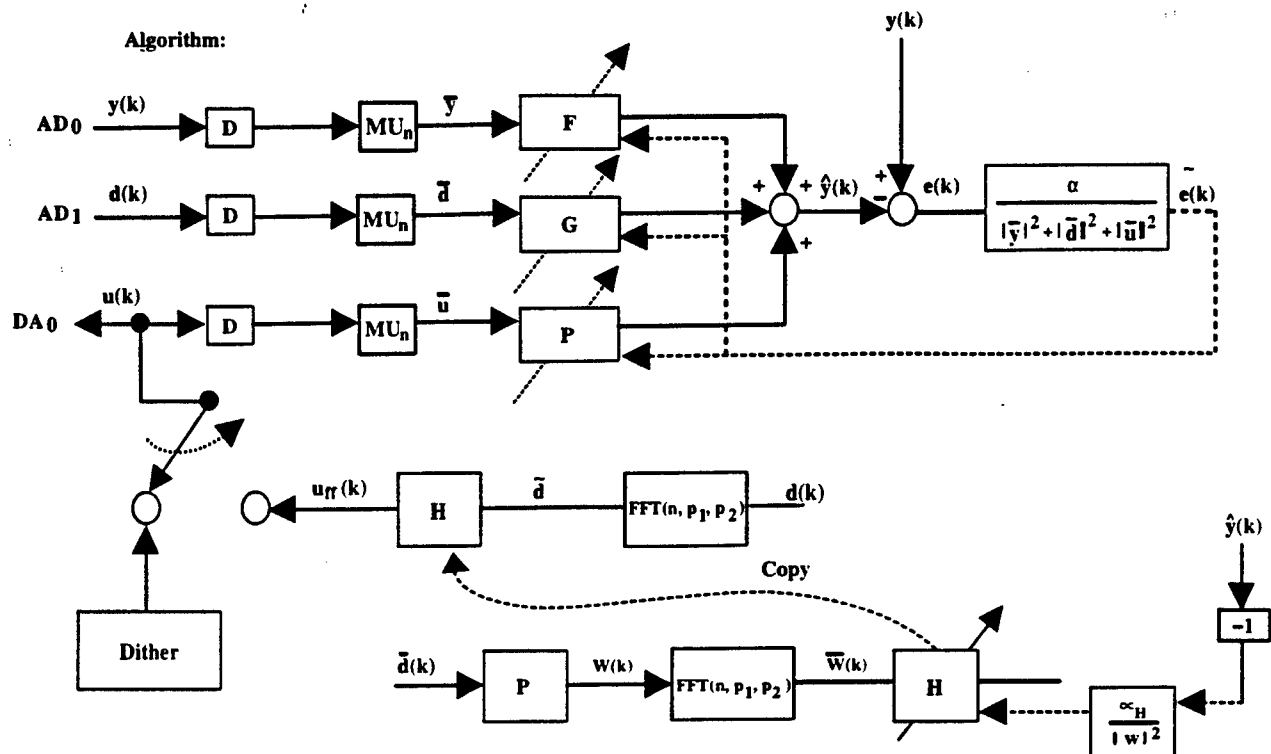 Algorithm:
y(k)
AD0 y(k) D MUn y̅ F
+ + ŷ(k) + − e(k) α ẽ(k)
|y̅|² + |d̅‖² + |u̅‖²
AD1 d(k) D MUn d̅ G
+
DA0 u(k) D MUn u̅ P
uff(k) H d̃ FFT(n, p1, p2) d(k)
ŷ(k)
Copy
−1
Dither
d̄(k) P W(k) FFT(n, p1, p2) W̅(k) H
∝H
|w|²